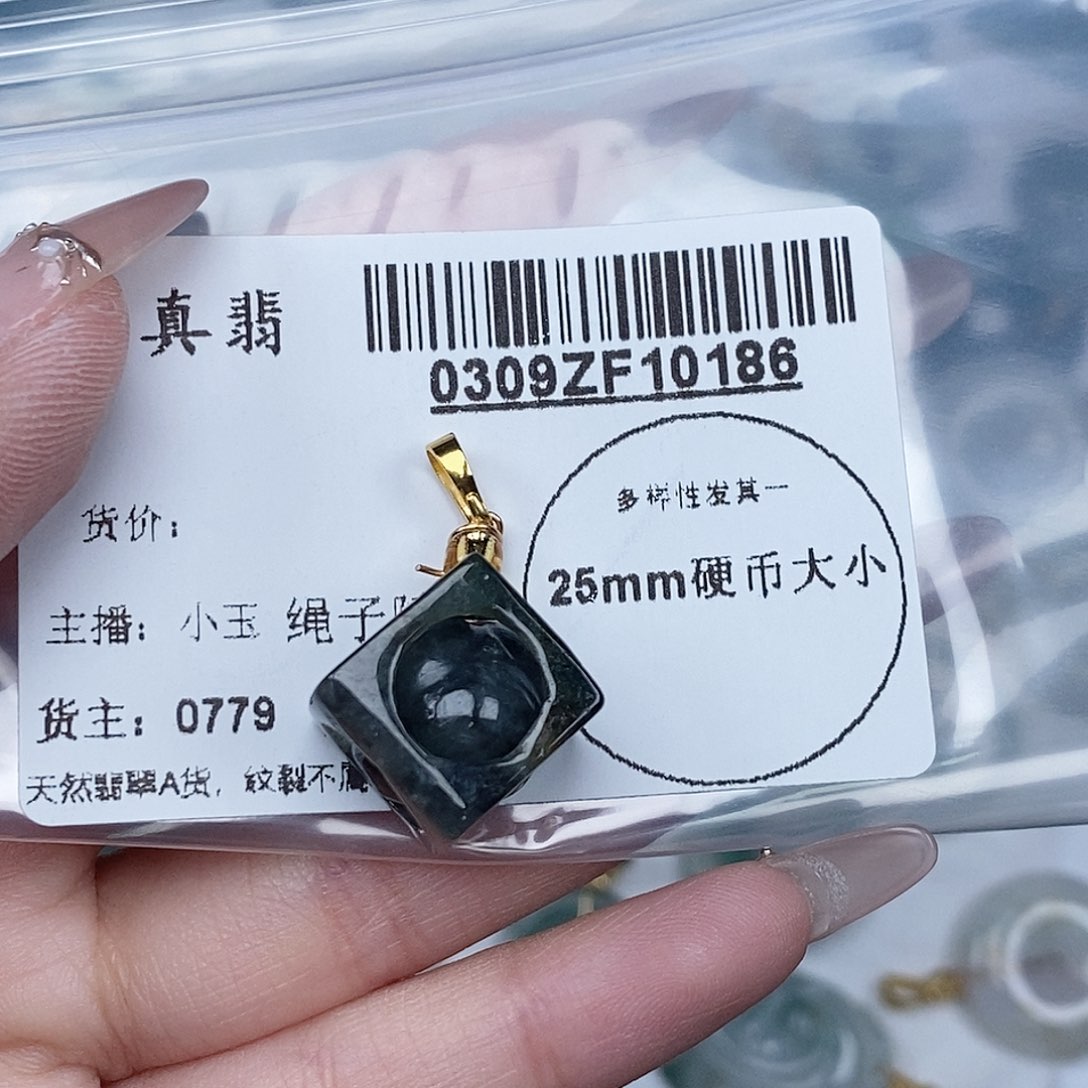 真翡
0309ZF10186
多样性发其一
25mm硬币大小
货价：
主播：小玉 绳子
货主：0779
天然翡翠A货，纹裂不